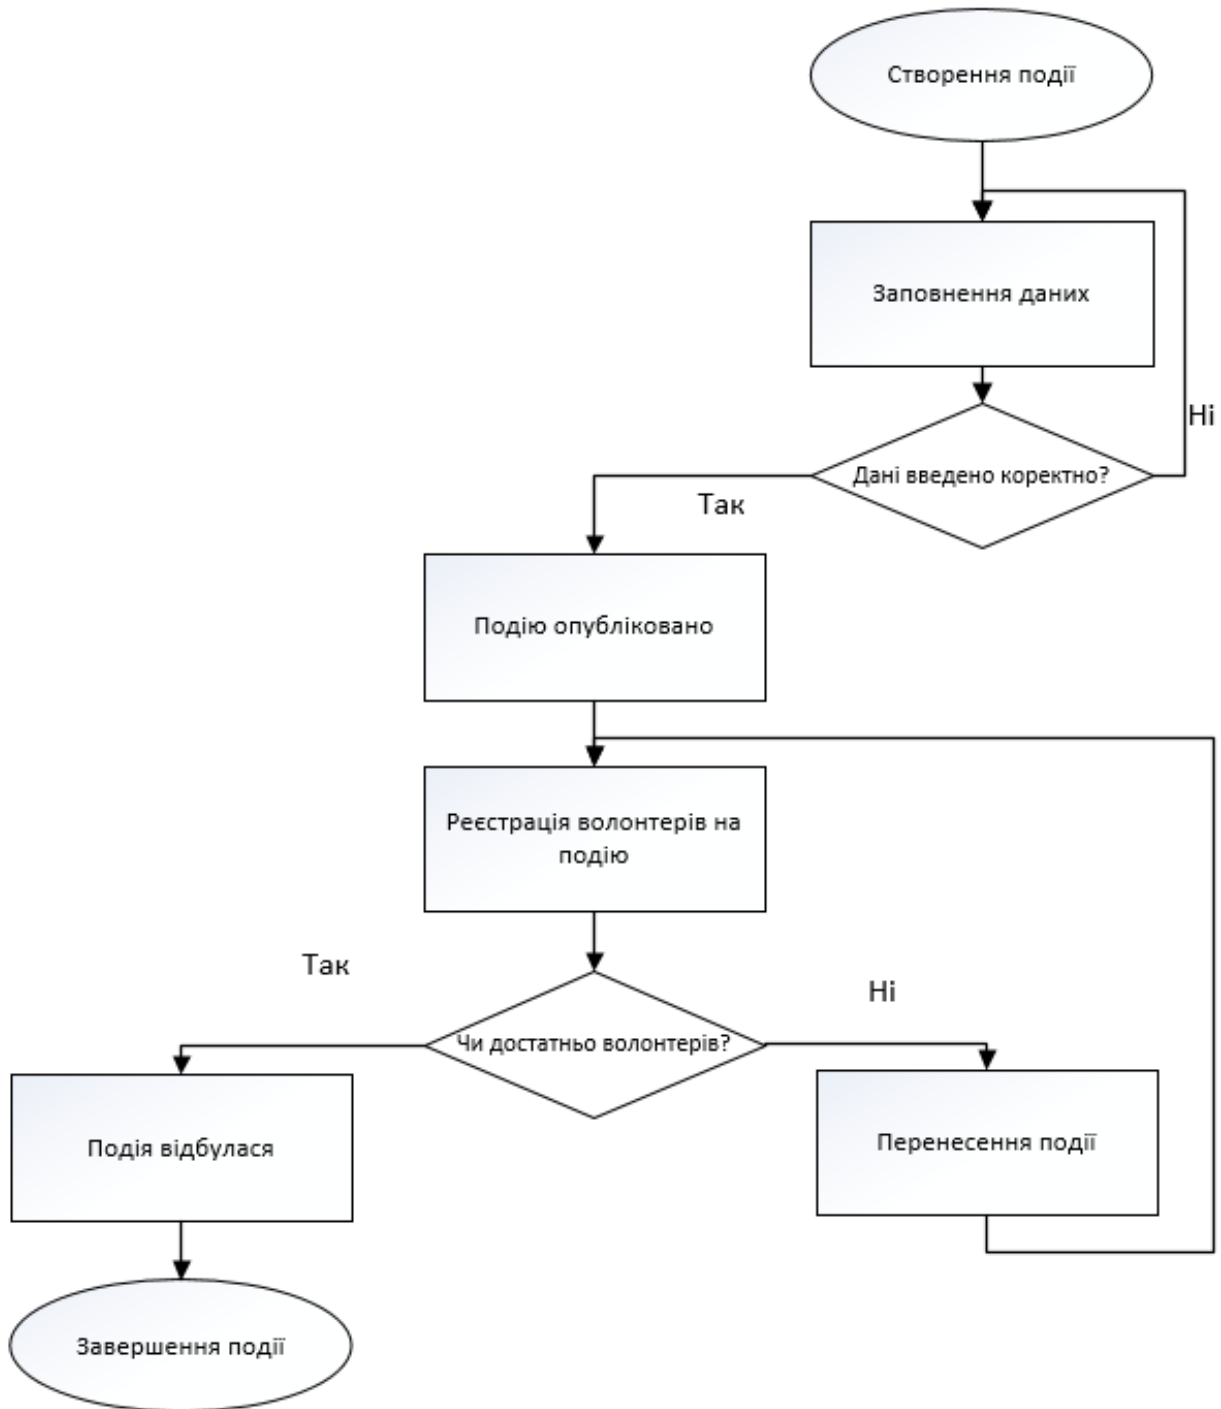 Створення події
Заповнення даних
Ні
Дані введено коректно?
Так
Подію опубліковано
Реєстрація волонтерів на
подію
Так
Ні
Чи достатньо волонтерів?
Подія відбулася
Перенесення події
Завершення події